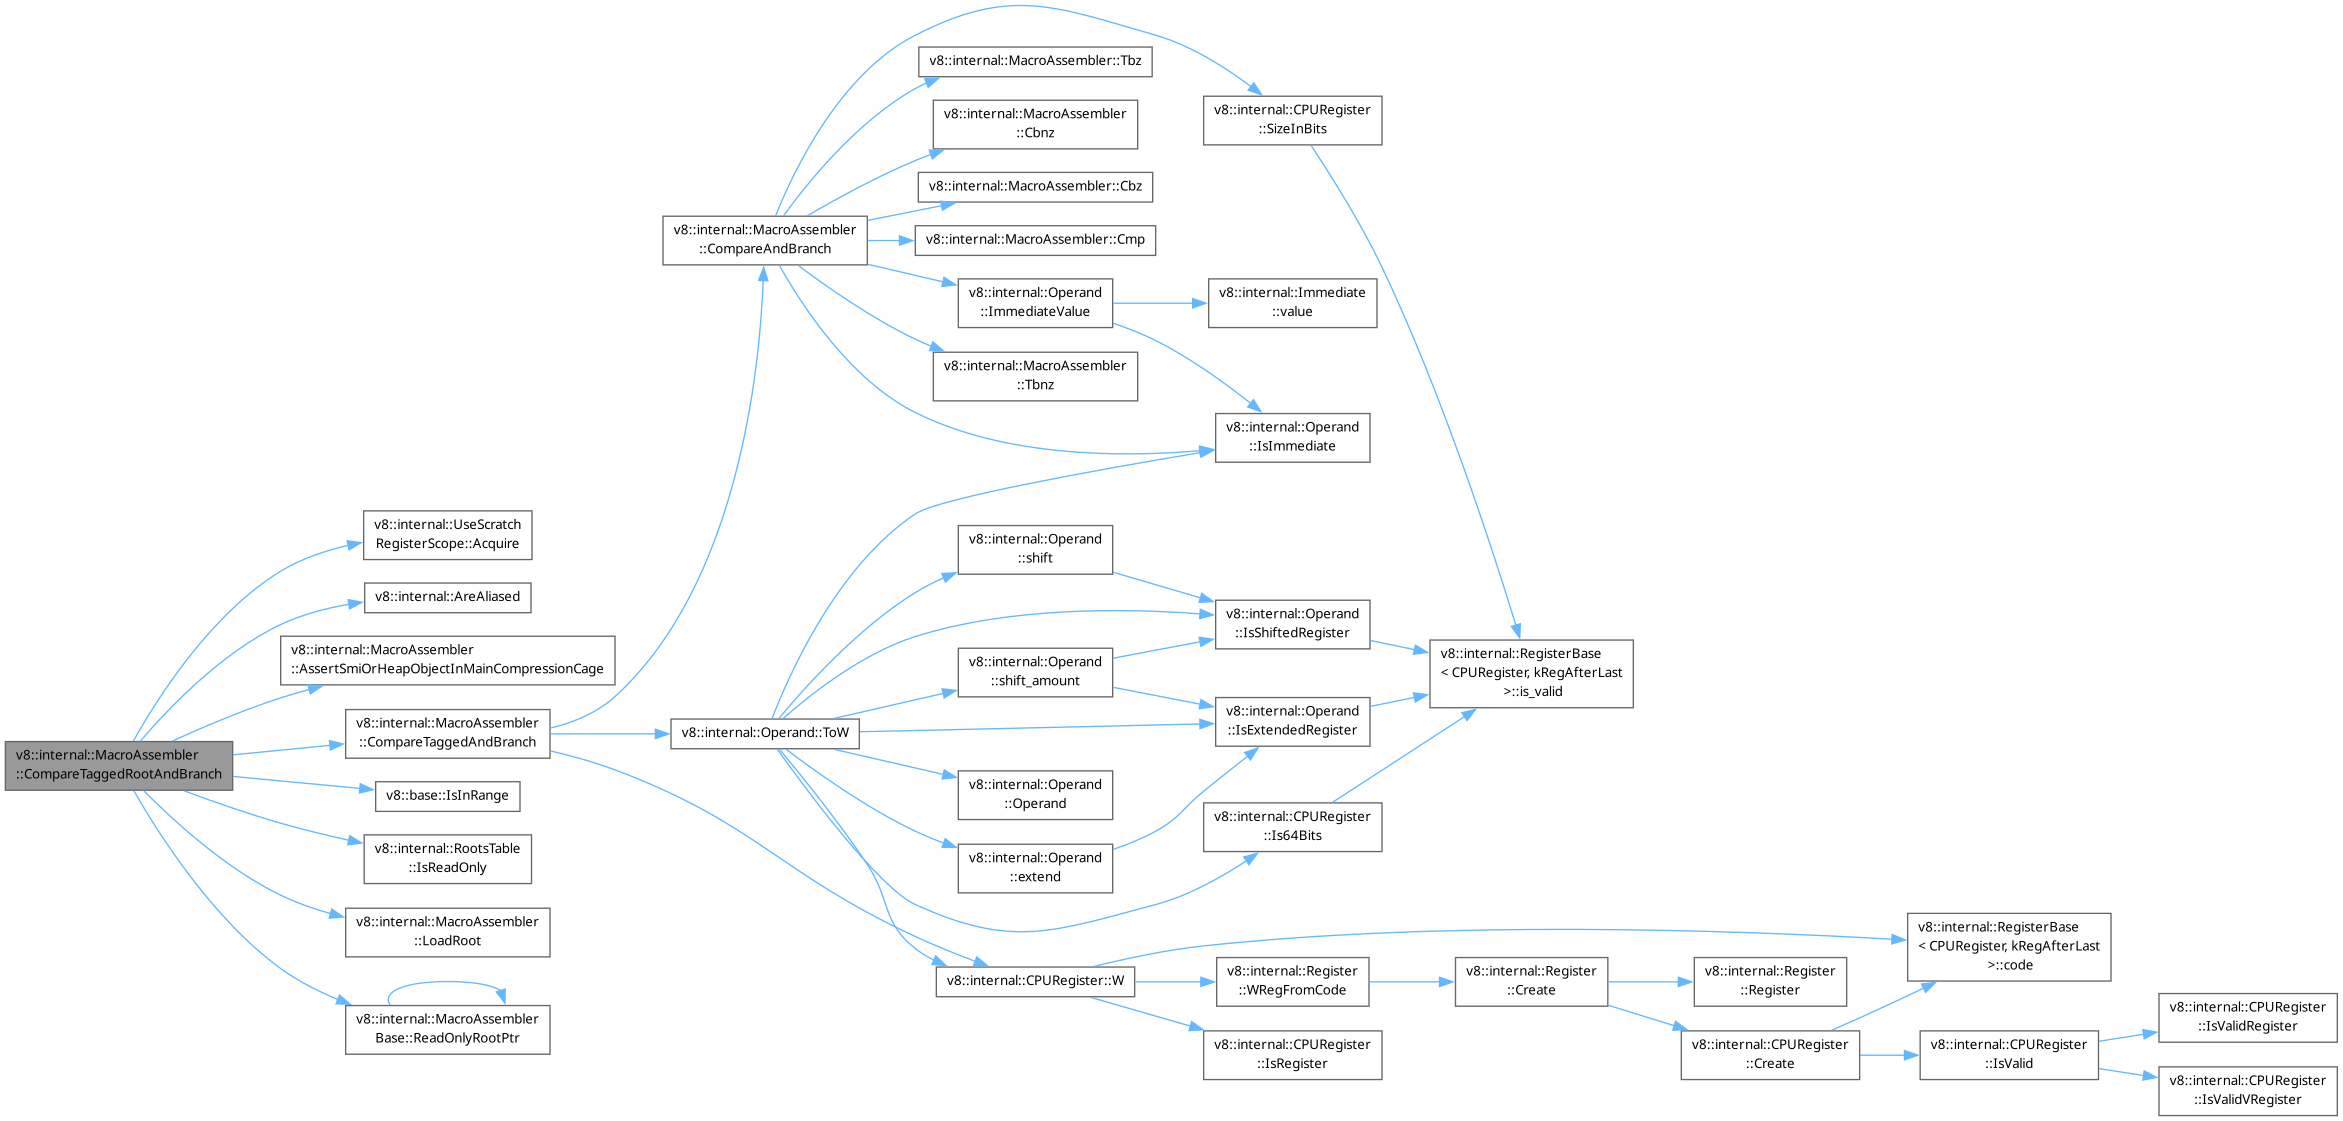 v8::internal::MacroAssembler
::CompareTaggedRootAndBranch
v8::internal::UseScratch
RegisterScope::Acquire
v8::internal::AreAliased
v8::internal::MacroAssembler
::AssertSmiOrHeapObjectInMainCompressionCage
v8::internal::MacroAssembler
::CompareTaggedAndBranch
v8::base::IsInRange
v8::internal::RootsTable
::IsReadOnly
v8::internal::MacroAssembler
::LoadRoot
v8::internal::MacroAssembler
Base::ReadOnlyRootPtr
v8::internal::MacroAssembler
::CompareAndBranch
v8::internal::Operand::ToW
v8::internal::MacroAssembler::Tbz
v8::internal::MacroAssembler
::Cbnz
v8::internal::MacroAssembler::Cbz
v8::internal::MacroAssembler::Cmp
v8::internal::Operand
::ImmediateValue
v8::internal::MacroAssembler
::Tbnz
v8::internal::Operand
::shift
v8::internal::Operand
::shift_amount
v8::internal::Operand
::Operand
v8::internal::Operand
::extend
v8::internal::CPURegister::W
v8::internal::CPURegister
::SizeInBits
v8::internal::Immediate
::value
v8::internal::Operand
::IsImmediate
v8::internal::Operand
::IsShiftedRegister
v8::internal::Operand
::IsExtendedRegister
v8::internal::CPURegister
::Is64Bits
v8::internal::Register
::WRegFromCode
v8::internal::CPURegister
::IsRegister
v8::internal::RegisterBase
< CPURegister, kRegAfterLast
>::is_valid
v8::internal::Register
::Create
v8::internal::Register
::Register
v8::internal::CPURegister
::Create
v8::internal::RegisterBase
< CPURegister, kRegAfterLast
>::code
v8::internal::CPURegister
::IsValid
v8::internal::CPURegister
::IsValidRegister
v8::internal::CPURegister
::IsValidVRegister